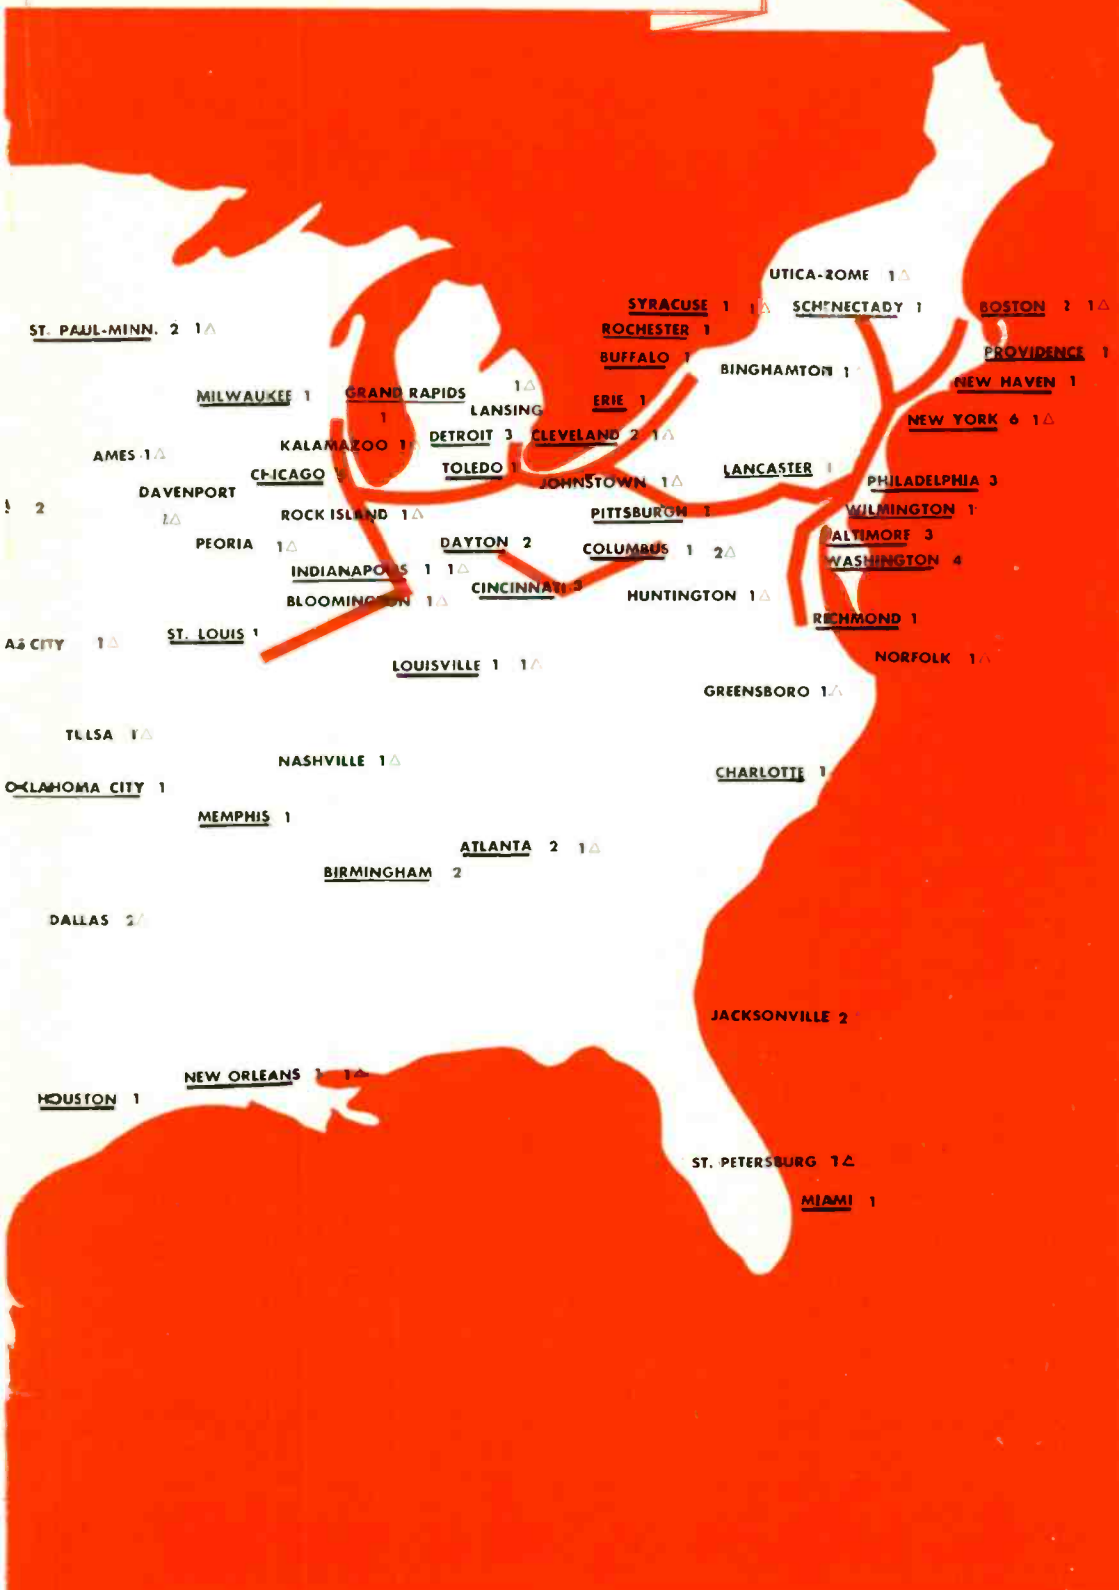 UTICA-ROME 1△
SYRACUSE 1 1△
SCHENECTADY 1
BOSTON 2 1△
ST. PAUL-MINN. 2 1△
ROCHESTER 1
BUFFALO 1
PROVIDENCE 1
BINGHAMTON 1
NEW HAVEN 1
MILWAUKEE 1
GRAND RAPIDS
1
1△
LANSING
ERIE 1
NEW YORK 6 1△
KALAMAZOO 1△
DETROIT 3
CLEVELAND 2 1△
AMES 1△
CHICAGO
TOLEDO 1
JOHNSTOWN 1△
LANCASTER 1
PHILADELPHIA 3
DAVENPORT
2
ROCK ISLAND 1△
PITTSBURGH 1
WILMINGTON 1
PEORIA 1△
DAYTON 2
COLUMBUS 1 2△
ALTIMORE 3
WASHINGTON 4
INDIANAPOLIS 1 1△
CINCINNATI 3
BLOOMINGTON 1△
HUNTINGTON 1△
RICHMOND 1
AS CITY 1△
ST. LOUIS 1
LOUISVILLE 1 1△
NORFOLK 1△
GREENSBORO 1△
TULSA 1△
NASHVILLE 1△
CHARLOTTE 1
OKLAHOMA CITY 1
MEMPHIS 1
ATLANTA 2 1△
BIRMINGHAM 2
DALLAS 2△
JACKSONVILLE 2
NEW ORLEANS 1 1△
HOUSTON 1
ST. PETERSBURG 1△
MIAMI 1